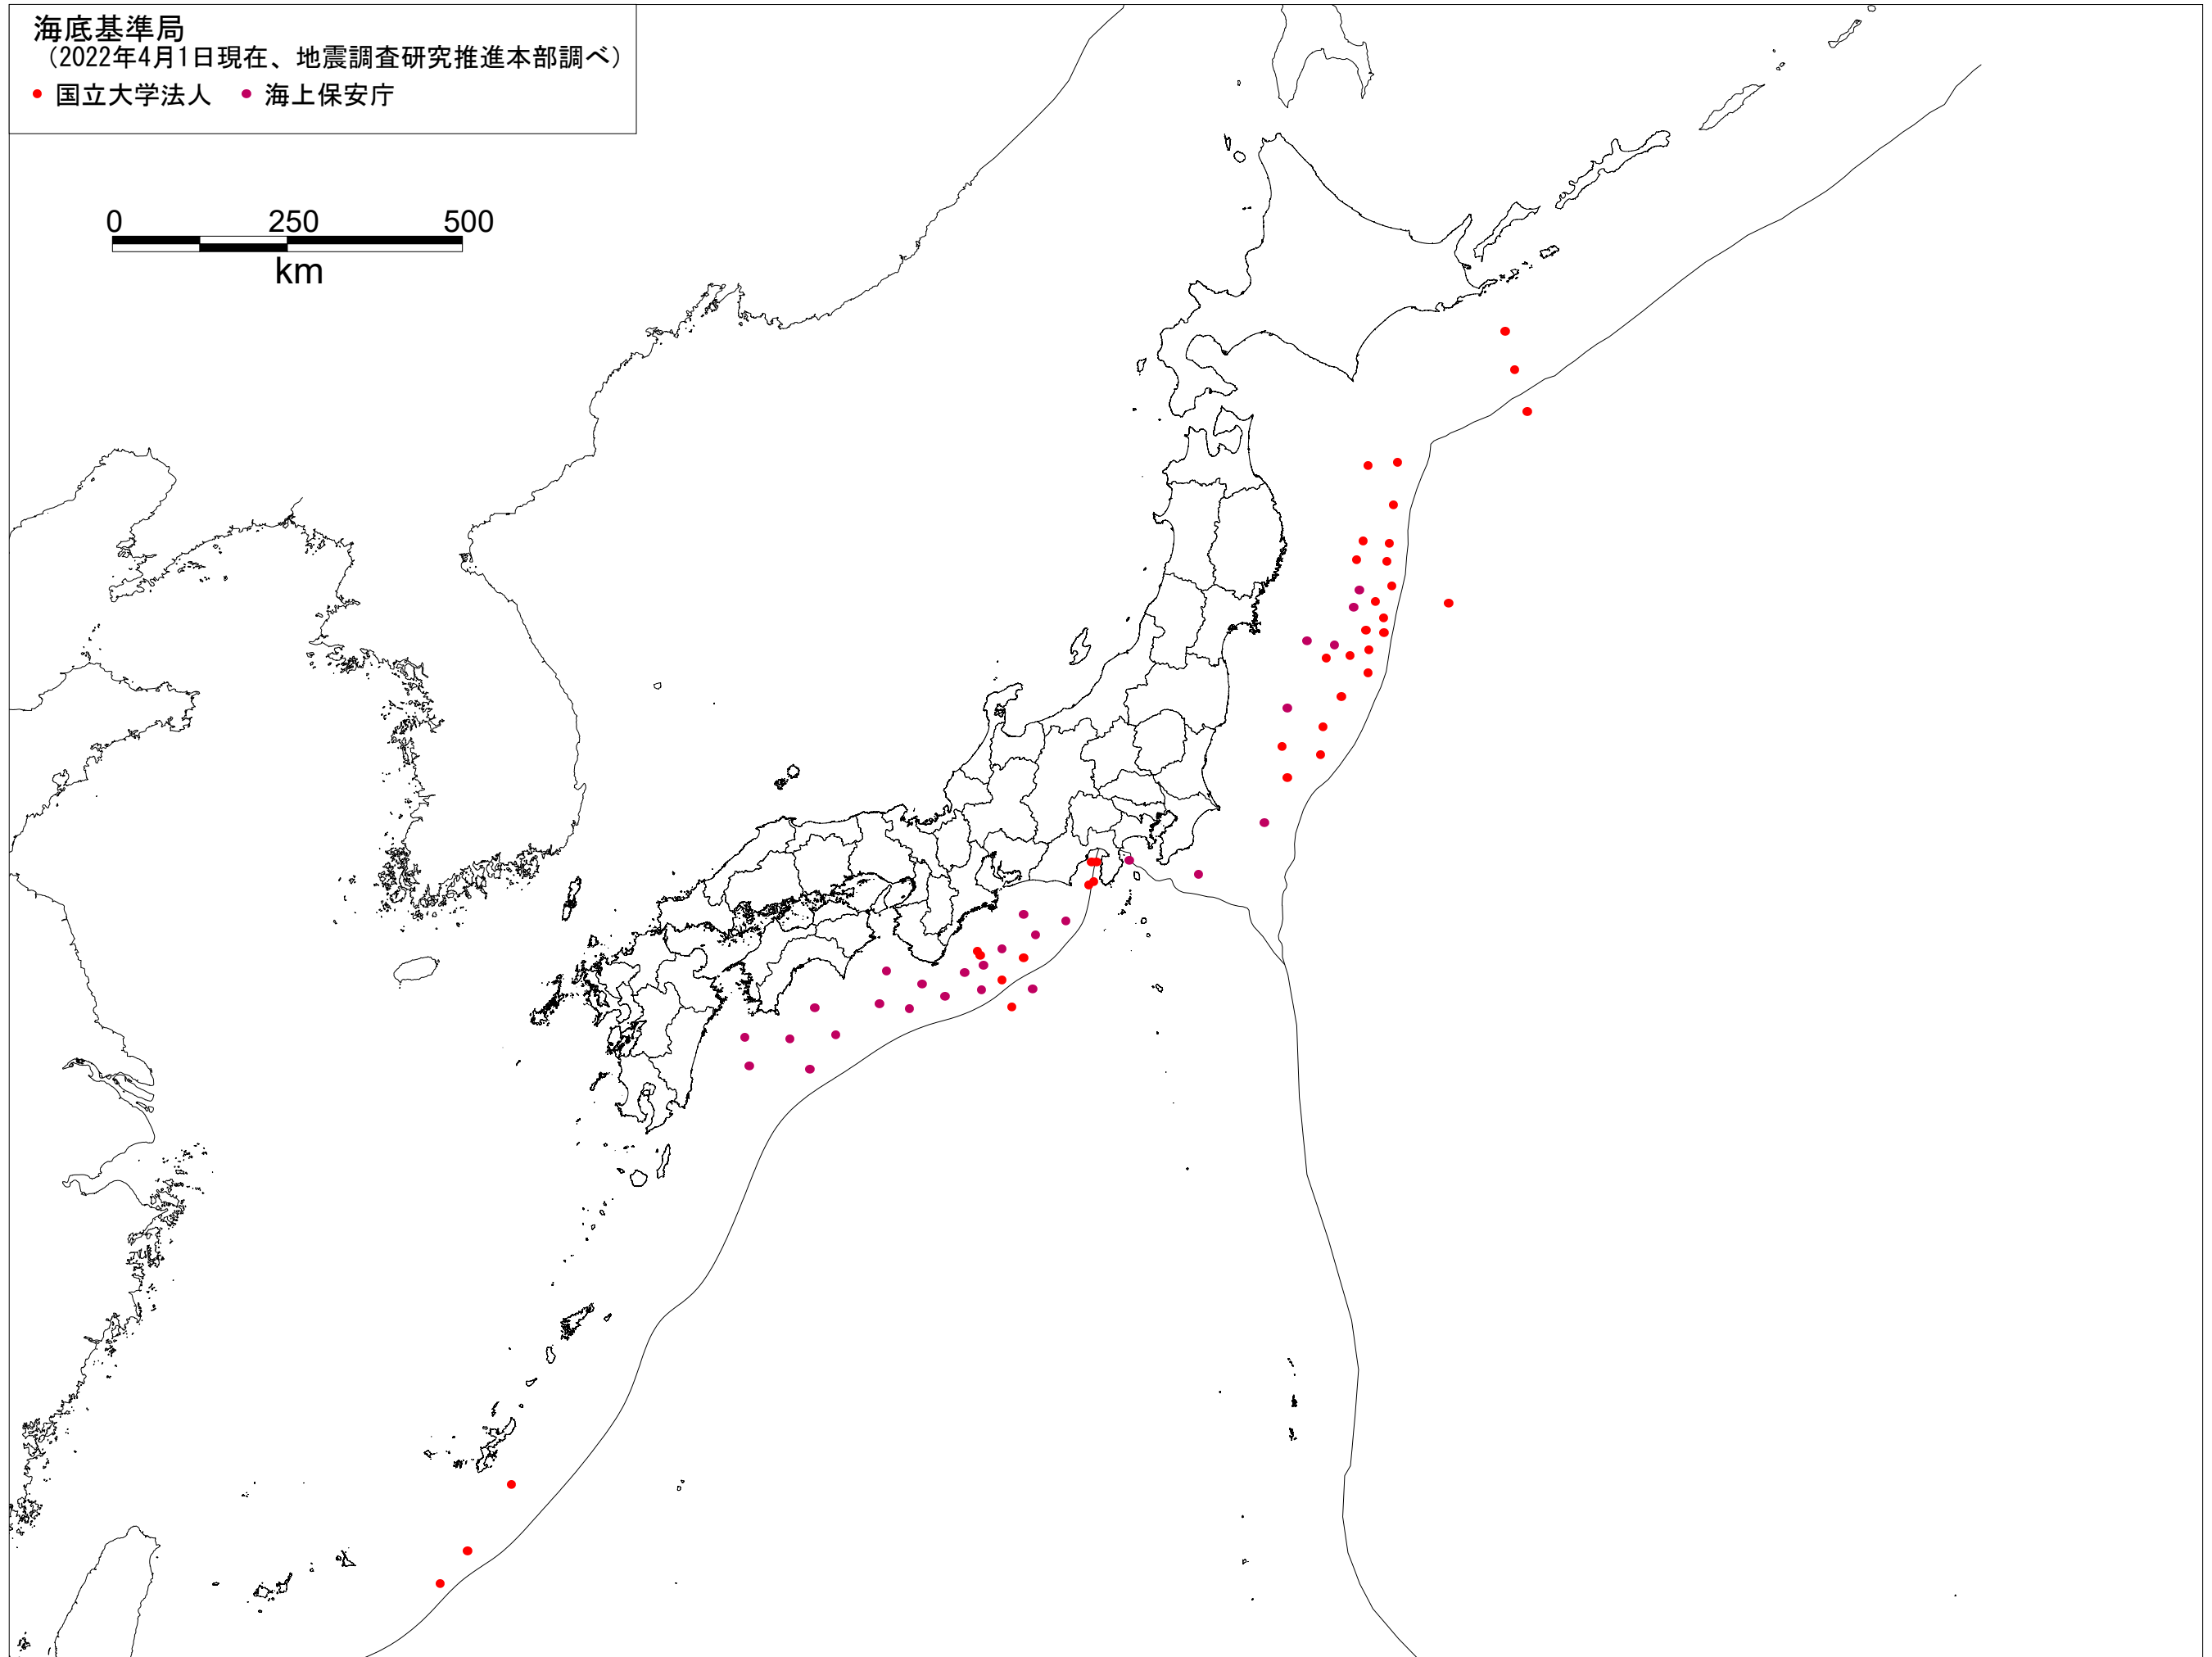 海底基準局
（2022年4月1日現在、地震調査研究推進本部調べ）
国立大学法人 海上保安庁
0 250 500
km